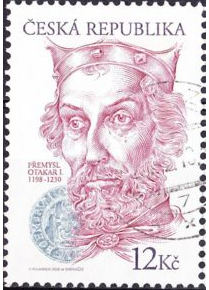 ČESKÁ REPUBLIKA
PŘEMYSL
OTAKAR I.
1198 - 1230
12Kč